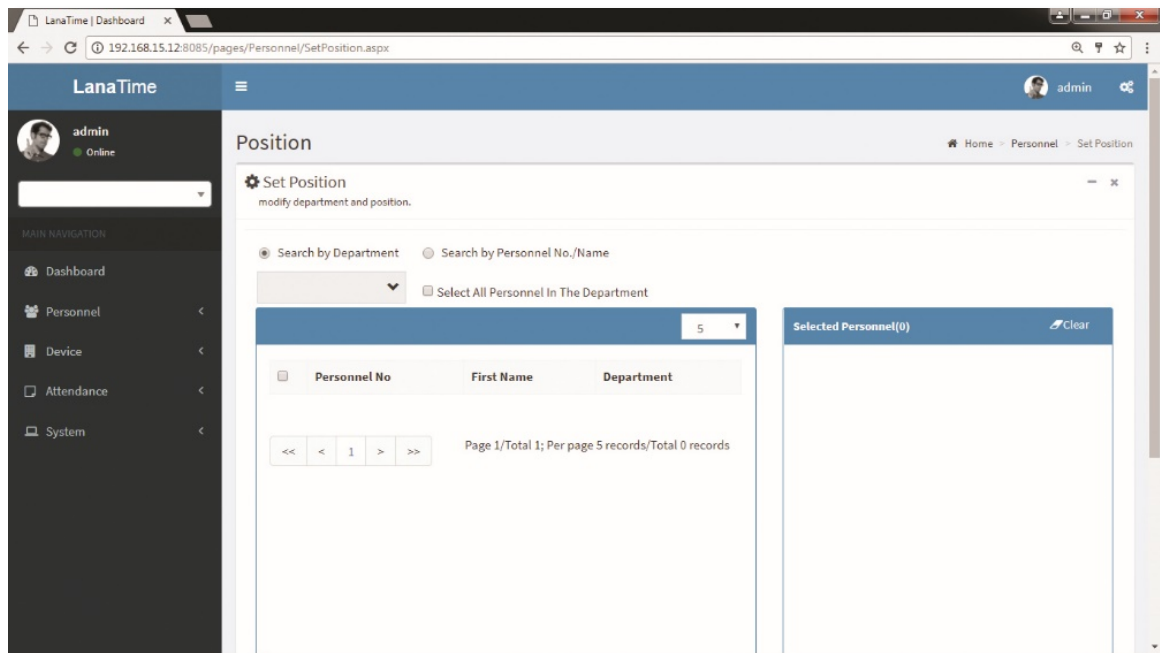 LanaTime | Dashboard
192.168.15.12:8085/pages/Personnel/SetPosition.aspx
LanaTime
admin
admin
Online
Position
Home > Personnel > Set Position
Set Position
modify department and position.
MAIN NAVIGATION
Dashboard
Personnel
Device
Attendance
System
Search by Department
Search by Personnel No./Name
Select All Personnel In The Department
5
Selected Personnel(0)
Clear
Personnel No First Name Department
<< < 1 > >>
Page 1/Total 1; Per page 5 records/Total 0 records